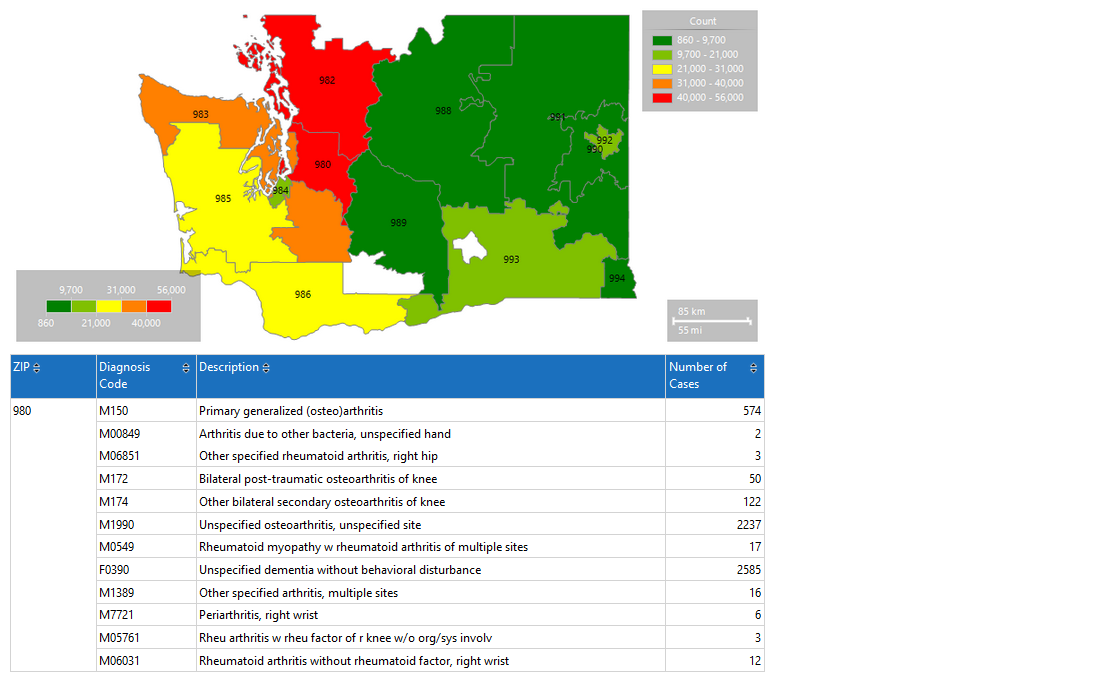 Count
860 - 9,700
9,700 - 21,000
21,000 - 31,000
31,000 - 40,000
40,000 - 56,000
982
988
983
991
992
990
980
984
985
989
993
994
986
9,700 31,000 56,000
860 21,000 40,000
85 km
55 mi
ZIP Diagnosis Code Description Number of Cases
980 M150 Primary generalized (osteo)arthritis 574
M00849 Arthritis due to other bacteria, unspecified hand 2
M06851 Other specified rheumatoid arthritis, right hip 3
M172 Bilateral post-traumatic osteoarthritis of knee 50
M174 Other bilateral secondary osteoarthritis of knee 122
M1990 Unspecified osteoarthritis, unspecified site 2237
M0549 Rheumatoid myopathy w rheumatoid arthritis of multiple sites 17
F0390 Unspecified dementia without behavioral disturbance 2585
M1389 Other specified arthritis, multiple sites 16
M7721 Periarthritis, right wrist 6
M05761 Rheu arthritis w rheu factor of r knee w/o org/sys involv 3
M06031 Rheumatoid arthritis without rheumatoid factor, right wrist 12